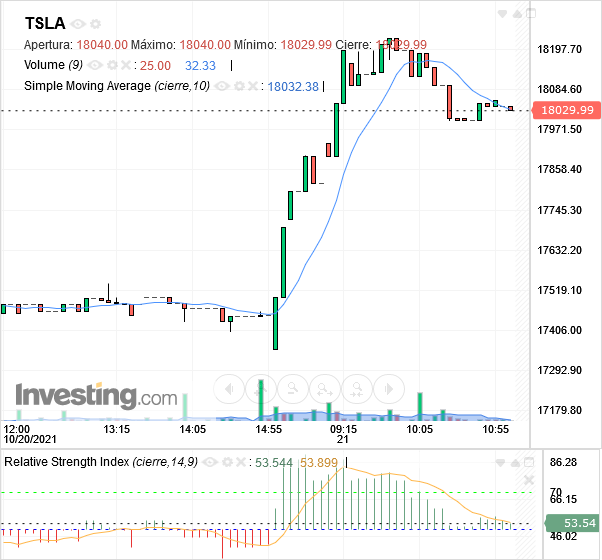 TSLA
Apertura: 18040.00 Máximo: 18040.00 Mínimo: 18029.99 Cierre: 18029.99
Volume (9) : 25.00 32.33
Simple Moving Average (cierre,10) : 18032.38
18197.70
18084.60
18029.99
17971.50
17858.40
17745.30
17632.20
17519.10
17406.00
17292.90
17179.80
Investing.com
12:00 13:15 14:05 14:55 09:15 10:05 10:55
10/20/2021 21
Relative Strength Index (cierre,14,9) : 53.544 53.899
86.28
70
66.15
53.54
46.02